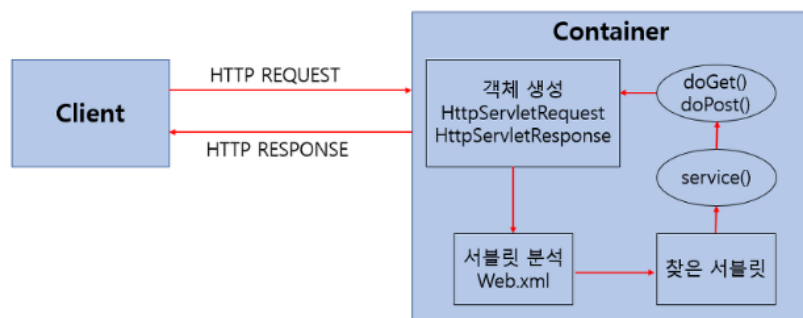 Container
Client
HTTP REQUEST
HTTP RESPONSE
객체 생성
HttpServletRequest
HttpServletResponse
doGet()
doPost()
service()
서블릿 분석
Web.xml
찾은 서블릿